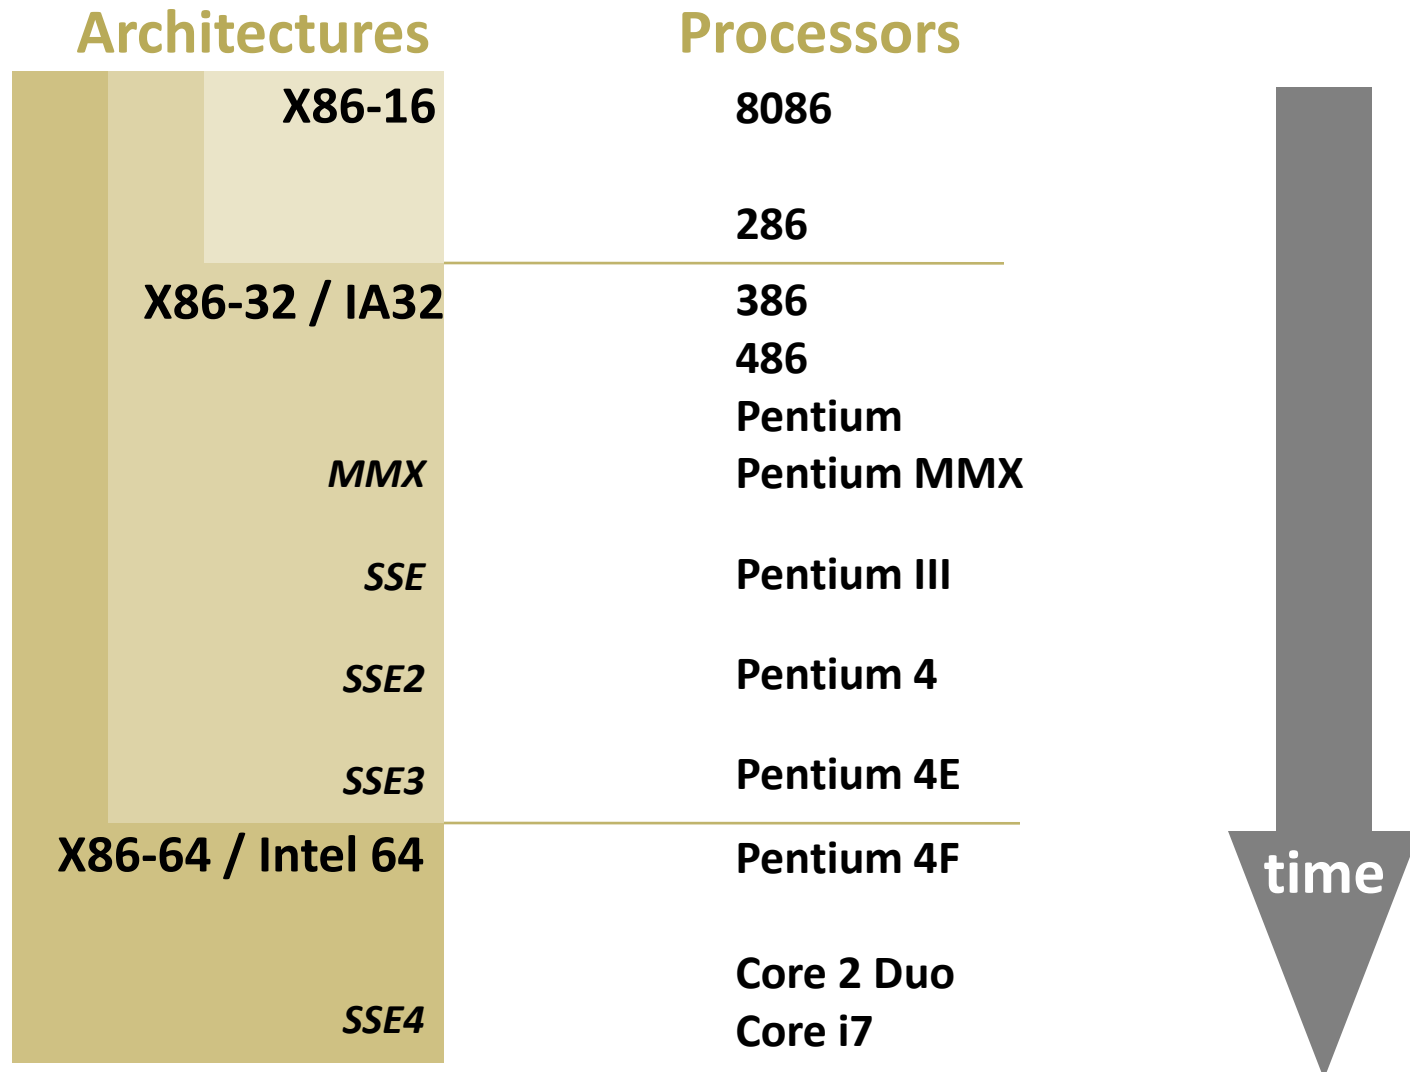 Architectures Processors
X86-16 8086
286
X86-32 / IA32 386
486
Pentium
MMX Pentium MMX
SSE Pentium III
SSE2 Pentium 4
SSE3 Pentium 4E
X86-64 / Intel 64 Pentium 4F
time
Core 2 Duo
SSE4 Core i7